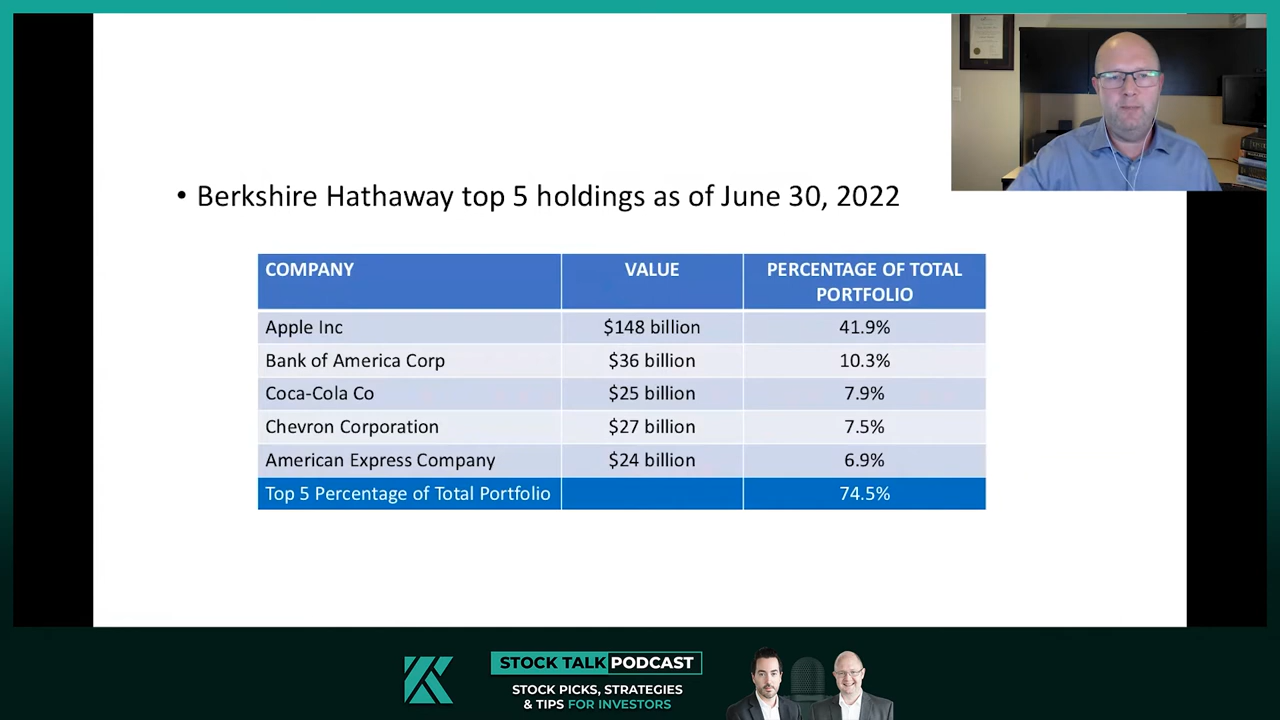 • Berkshire Hathaway top 5 holdings as of June 30, 2022
COMPANY VALUE PERCENTAGE OF TOTAL PORTFOLIO
Apple Inc $148 billion 41.9%
Bank of America Corp $36 billion 10.3%
Coca-Cola Co $25 billion 7.9%
Chevron Corporation $27 billion 7.5%
American Express Company $24 billion 6.9%
Top 5 Percentage of Total Portfolio 74.5%
STOCK TALK PODCAST
STOCK PICKS, STRATEGIES
& TIPS FOR INVESTORS